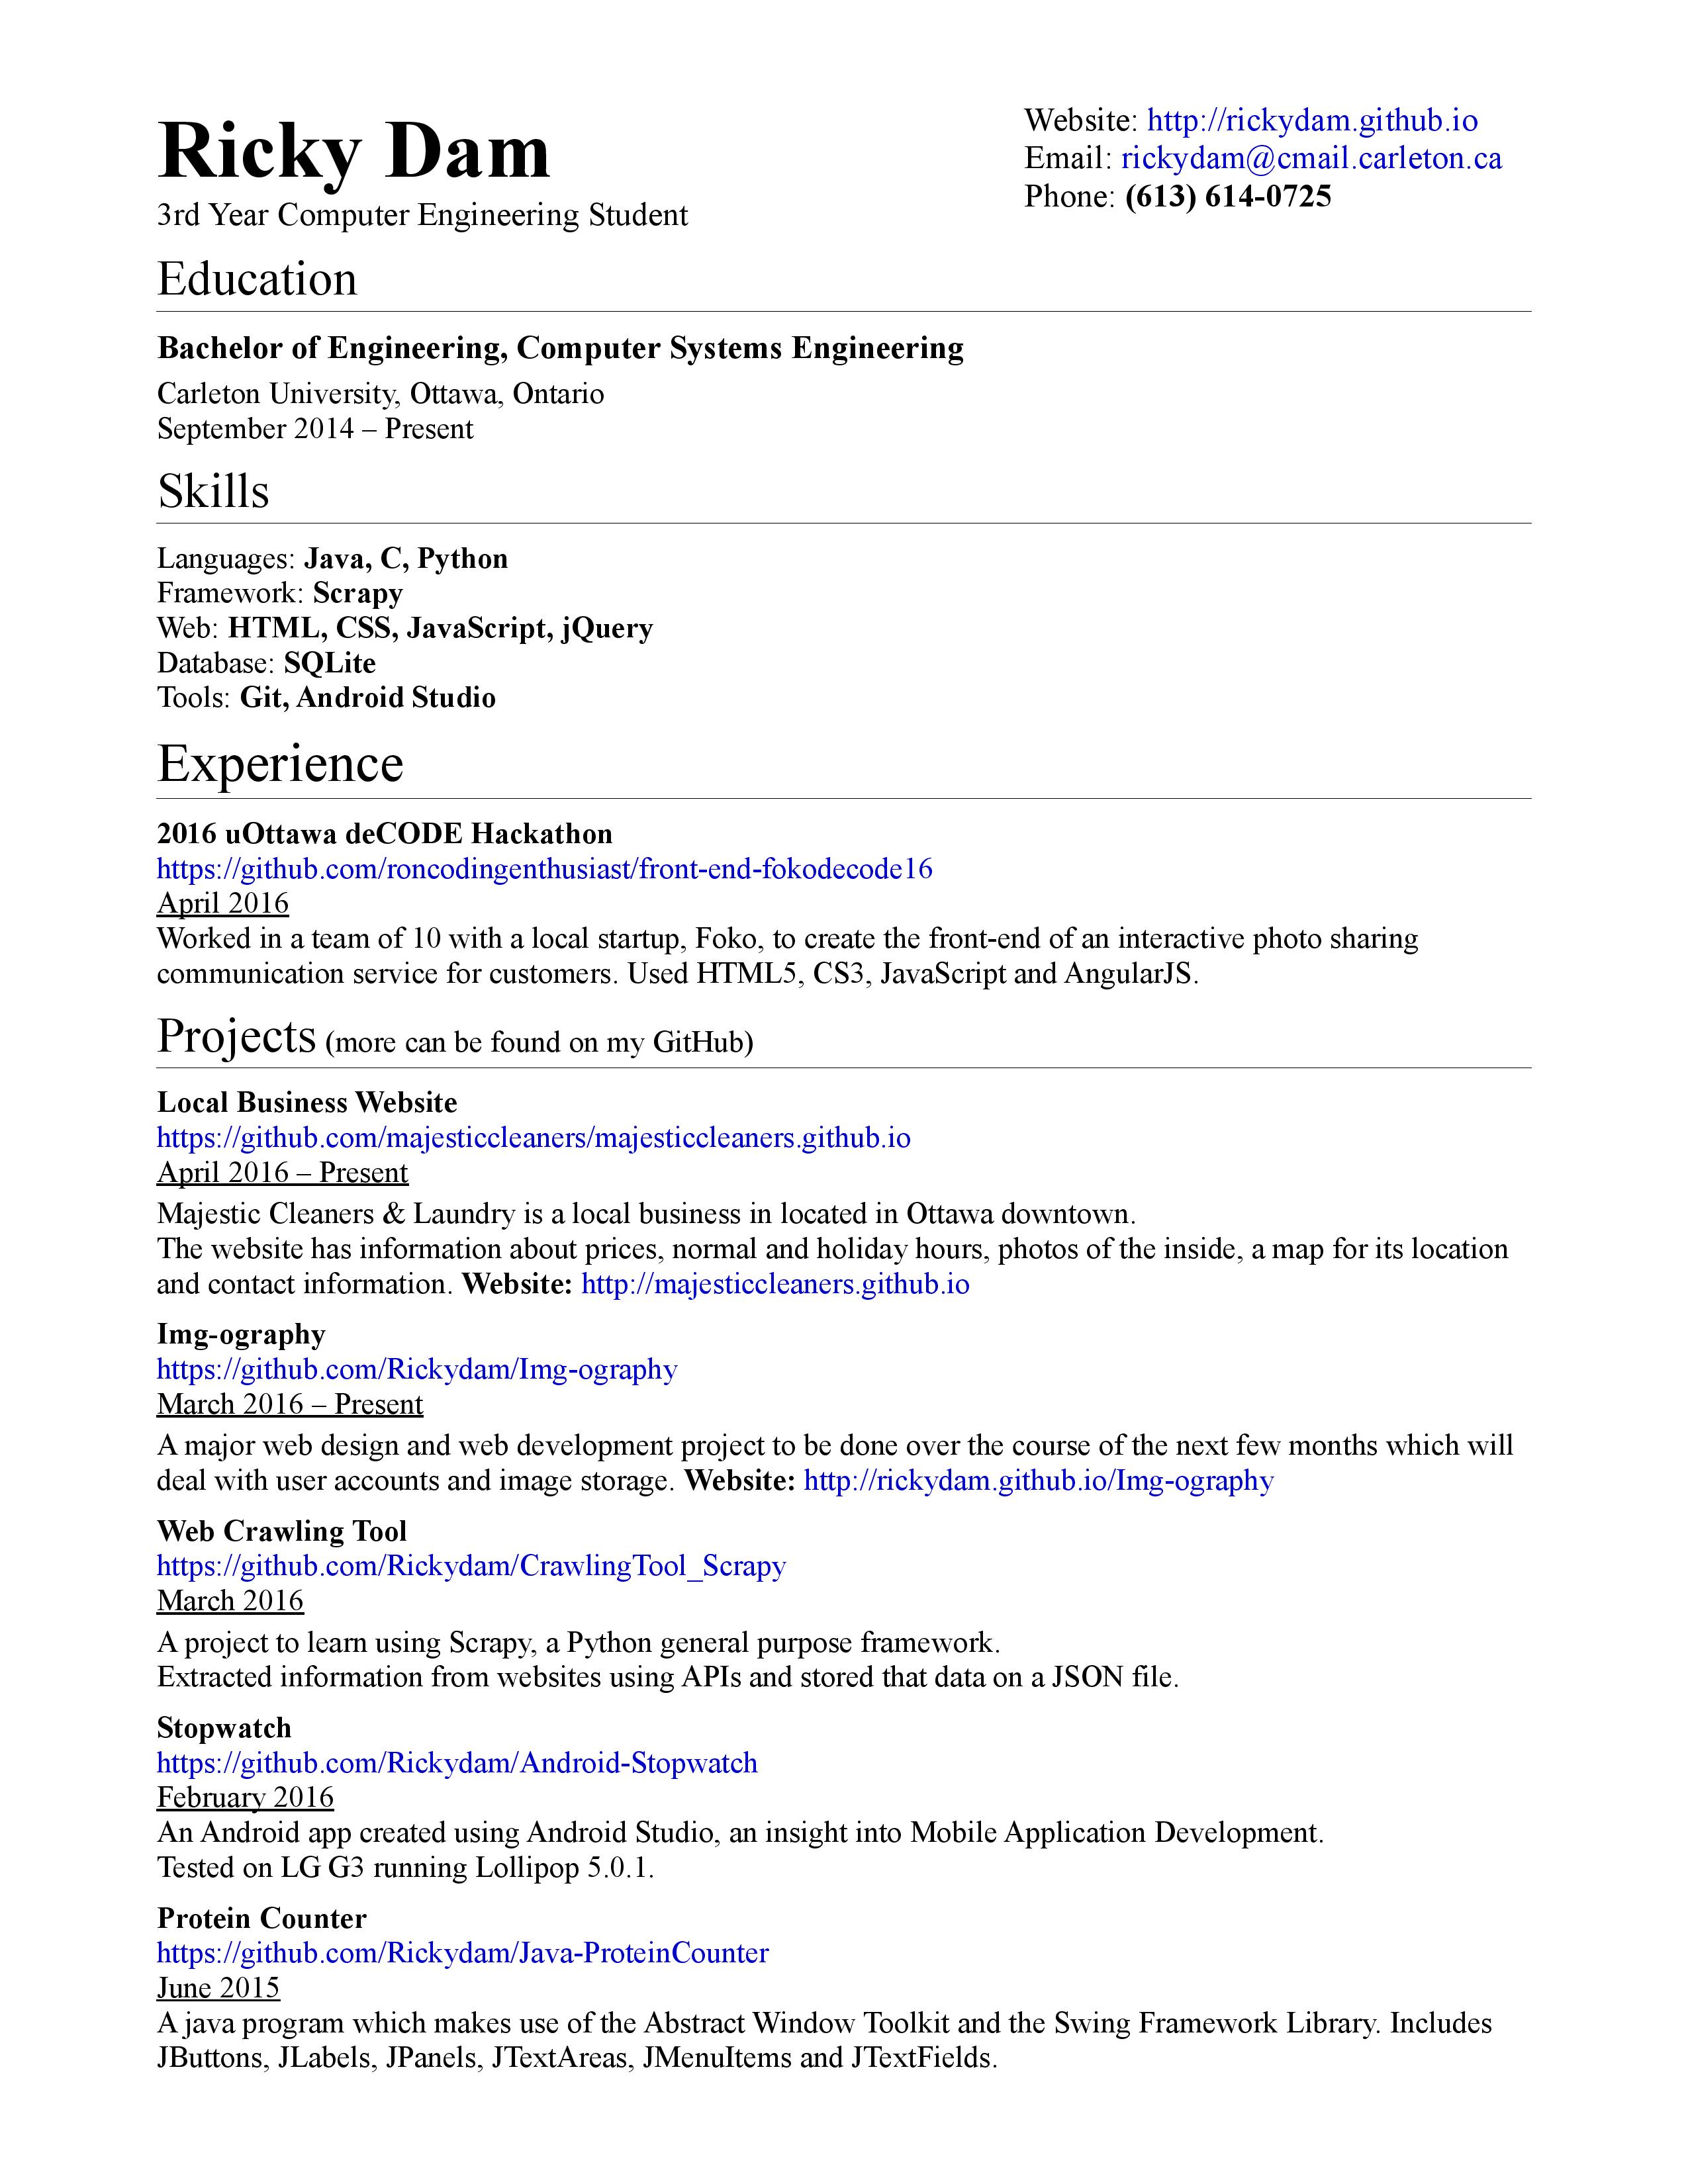 Ricky Dam
3rd Year Computer Engineering Student
Website: http://rickydam.github.io
Email: rickydam@cmail.carleton.ca
Phone: (613) 614-0725
Education
Bachelor of Engineering, Computer Systems Engineering
Carleton University, Ottawa, Ontario
September 2014 – Present
Skills
Languages: Java, C, Python
Framework: Scrapy
Web: HTML, CSS, JavaScript, jQuery
Database: SQLite
Tools: Git, Android Studio
Experience
2016 uOttawa deCODE Hackathon
https://github.com/roncodingenthusiast/front-end-fokodecode16
April 2016
Worked in a team of 10 with a local startup, Foko, to create the front-end of an interactive photo sharing
communication service for customers. Used HTML5, CS3, JavaScript and AngularJS.
Projects (more can be found on my GitHub)
Local Business Website
https://github.com/majesticcleaners/majesticcleaners.github.io
April 2016 – Present
Majestic Cleaners & Laundry is a local business in located in Ottawa downtown.
The website has information about prices, normal and holiday hours, photos of the inside, a map for its location
and contact information. Website: http://majesticcleaners.github.io
Img-ography
https://github.com/Rickydam/Img-ography
March 2016 – Present
A major web design and web development project to be done over the course of the next few months which will
deal with user accounts and image storage. Website: http://rickydam.github.io/Img-ography
Web Crawling Tool
https://github.com/Rickydam/CrawlingTool_Scrapy
March 2016
A project to learn using Scrapy, a Python general purpose framework.
Extracted information from websites using APIs and stored that data on a JSON file.
Stopwatch
https://github.com/Rickydam/Android-Stopwatch
February 2016
An Android app created using Android Studio, an insight into Mobile Application Development.
Tested on LG G3 running Lollipop 5.0.1.
Protein Counter
https://github.com/Rickydam/Java-ProteinCounter
June 2015
A java program which makes use of the Abstract Window Toolkit and the Swing Framework Library. Includes
JButtons, JLabels, JPanels, JTextAreas, JMenuItems and JTextFields.